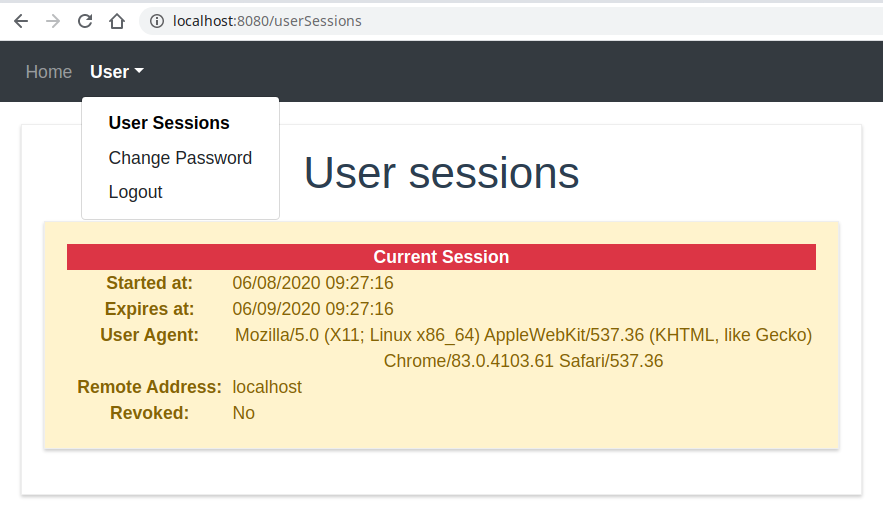 localhost:8080/userSessions
Home User
User Sessions
Change Password
Logout
User sessions
Current Session
Started at: 06/08/2020 09:27:16
Expires at: 06/09/2020 09:27:16
User Agent: Mozilla/5.0 (X11; Linux x86_64) AppleWebKit/537.36 (KHTML, like Gecko)
Chrome/83.0.4103.61 Safari/537.36
Remote Address: localhost
Revoked: No